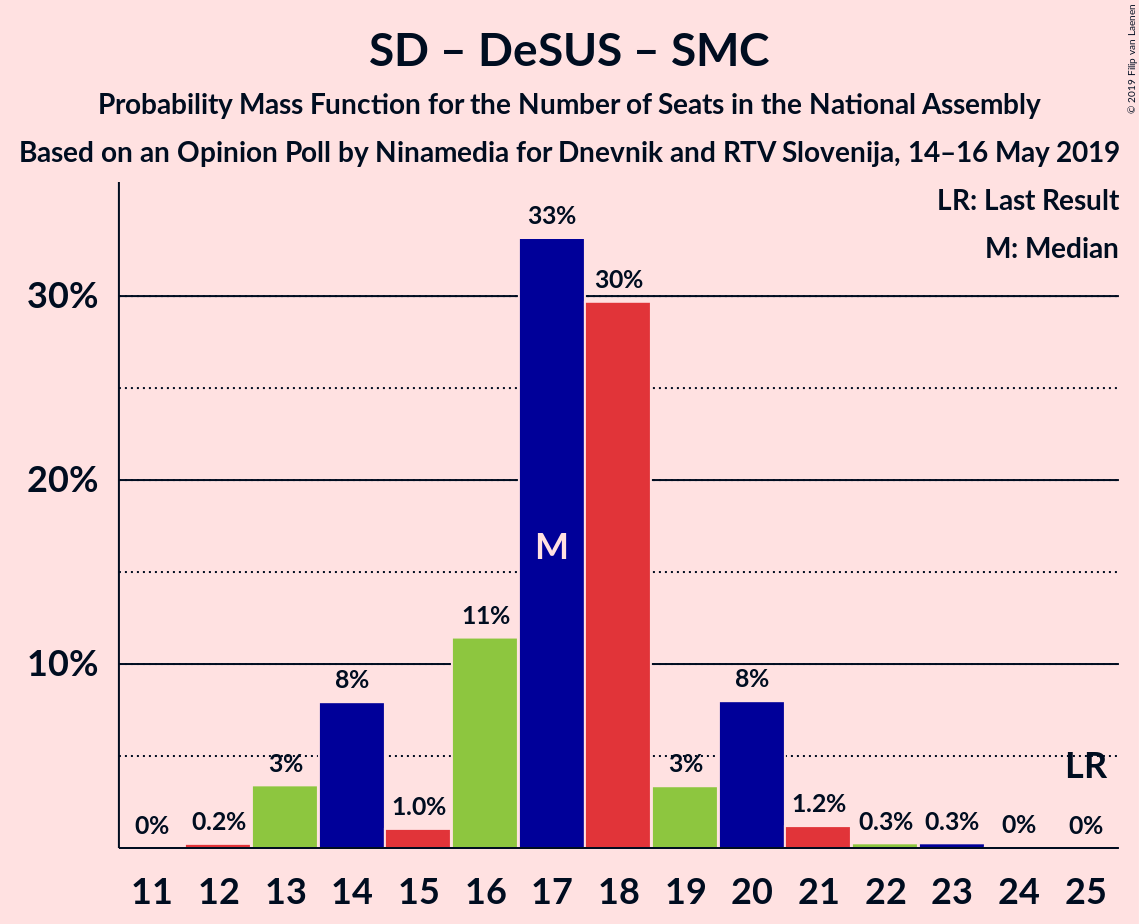 SD – DeSUS – SMC
Probability Mass Function for the Number of Seats in the National Assembly
Based on an Opinion Poll by Ninamedia for Dnevnik and RTV Slovenija, 14–16 May 2019
© 2019 Filip van Laenen
LR: Last Result
M: Median
33%
30%
30%
20%
M
11%
10%
8%
8%
3%
3%
LR
1.0%
1.2%
0%
0.2%
0.3%
0.3%
0%
0%
11 12 13 14 15 16 17 18 19 20 21 22 23 24 25